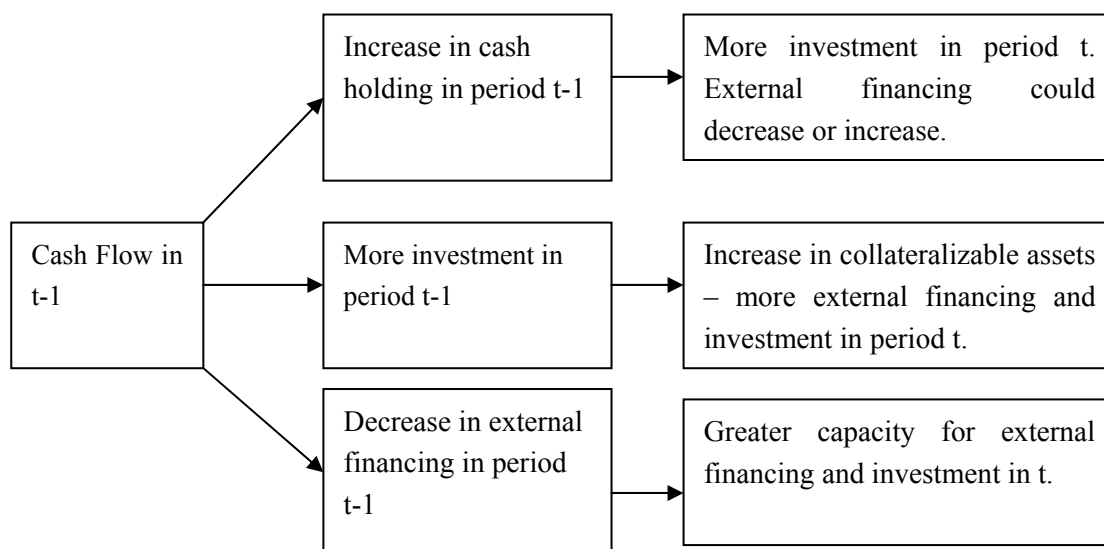 Increase in cash
holding in period t-1
More investment in period t.
External financing could
decrease or increase.
Cash Flow in
t-1
More investment in
period t-1
Increase in collateralizable assets
– more external financing and
investment in period t.
Decrease in external
financing in period
t-1
Greater capacity for external
financing and investment in t.